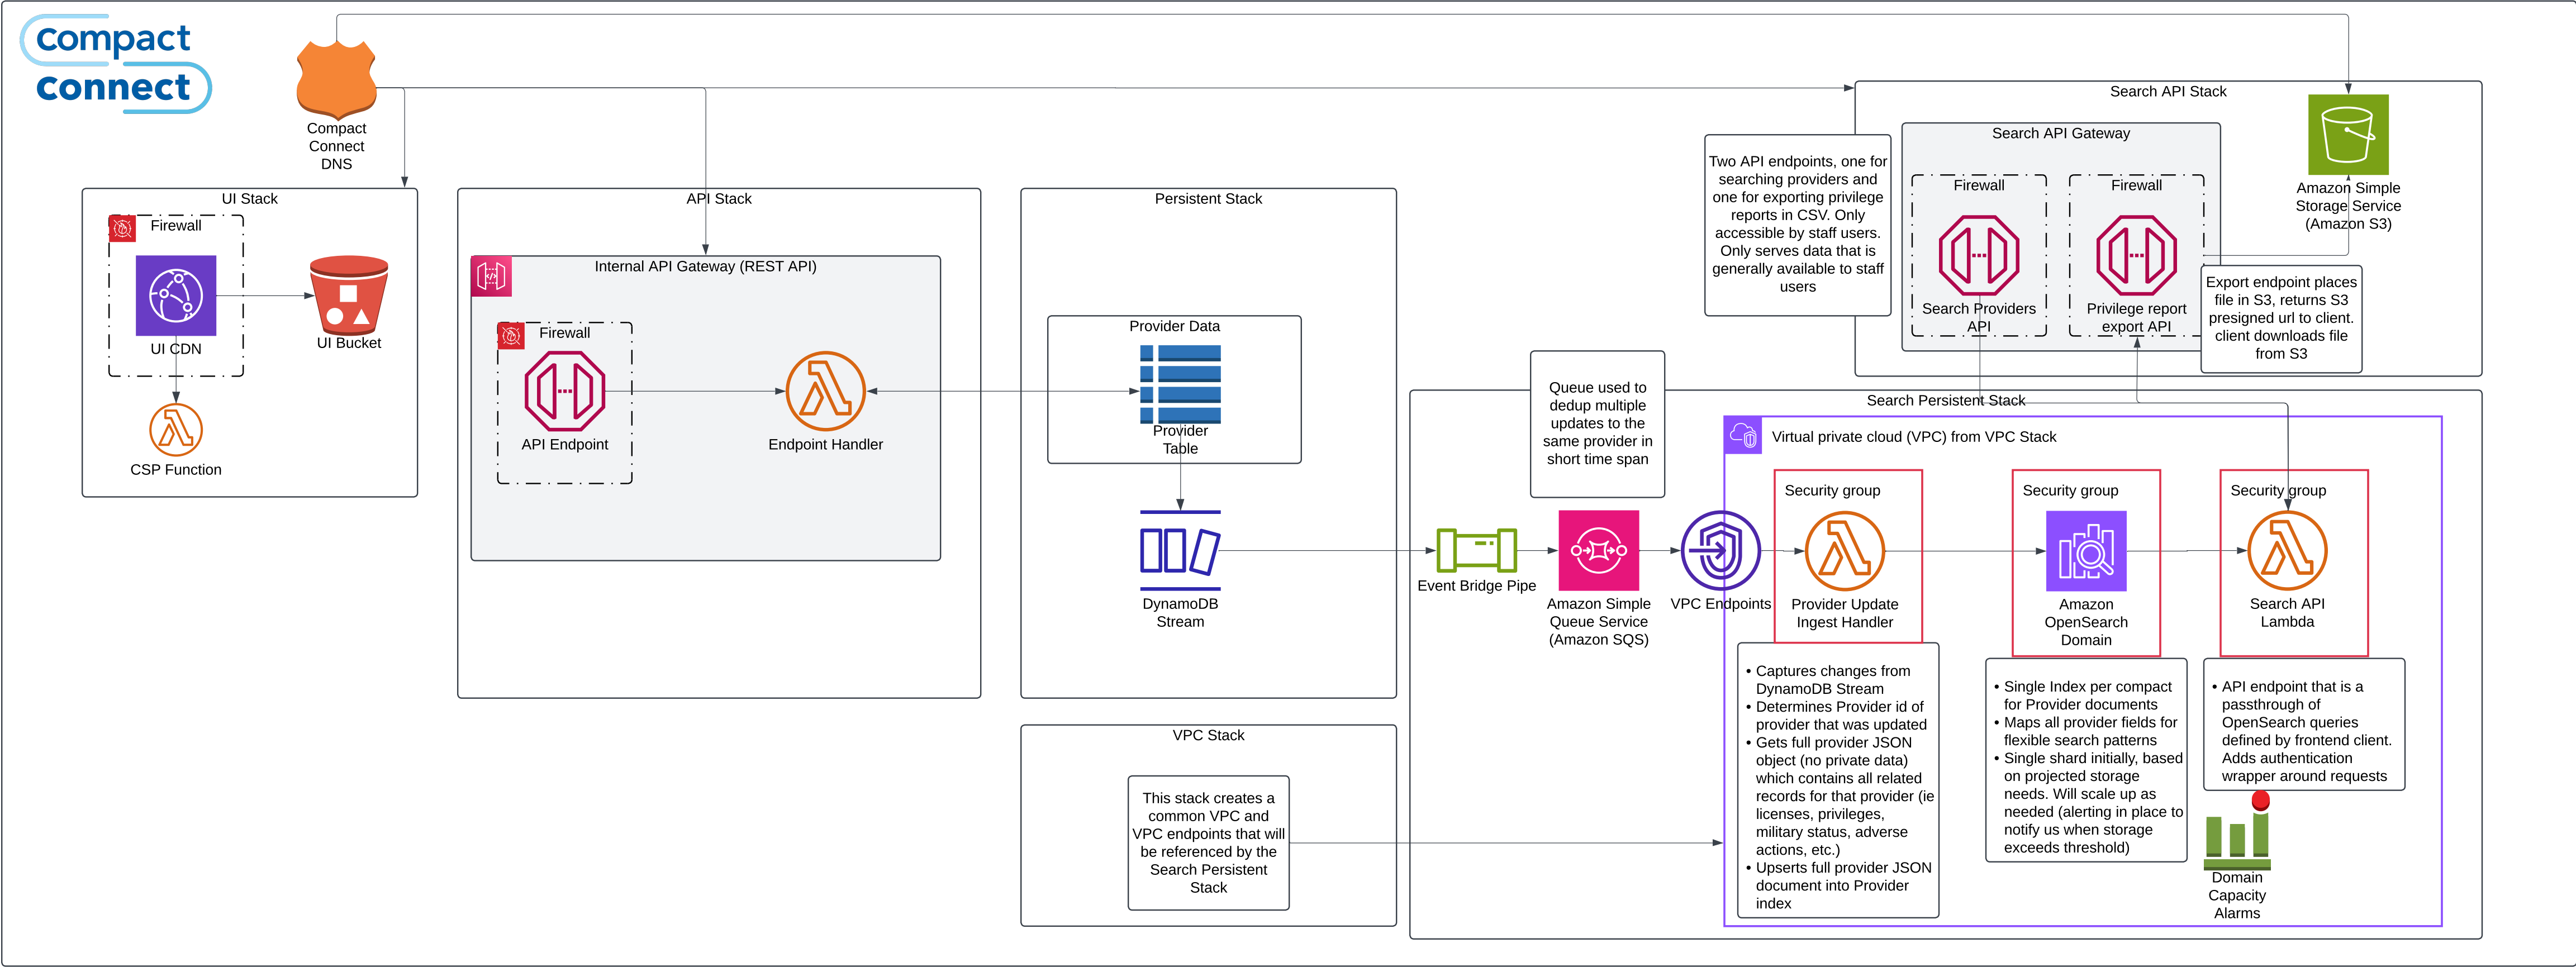 Compact
Connect
Compact
Connect
DNS
UI Stack
Firewall
UI CDN
UI Bucket
CSP Function
API Stack
Internal API Gateway (REST API)
Firewall
API Endpoint
Endpoint Handler
Persistent Stack
Provider Data
Provider
Table
DynamoDB
Stream
VPC Stack
This stack creates a
common VPC and
VPC endpoints that will
be referenced by the
Search Persistent
Stack
Search API Stack
Two API endpoints, one for
searching providers and
one for exporting privilege
reports in CSV. Only
accessible by staff users.
Only serves data that is
generally available to staff
users
Search API Gateway
Firewall
Search Providers
API
Firewall
Privilege report
export API
Amazon Simple
Storage Service
(Amazon S3)
Export endpoint places
file in S3, returns S3
presigned url to client.
client downloads file
from S3
Search Persistent Stack
Queue used to
dedup multiple
updates to the
same provider in
short time span
Event Bridge Pipe
Amazon Simple
Queue Service
(Amazon SQS)
VPC Endpoints
Virtual private cloud (VPC) from VPC Stack
Security group
Provider Update
Ingest Handler
• Captures changes from
DynamoDB Stream
• Determines Provider id of
provider that was updated
• Gets full provider JSON
object (no private data)
which contains all related
records for that provider (ie
licenses, privileges,
military status, adverse
actions, etc.)
• Upserts full provider JSON
document into Provider
index
Security group
Amazon
OpenSearch
Domain
• Single Index per compact
for Provider documents
• Maps all provider fields for
flexible search patterns
• Single shard initially, based
on projected storage
needs. Will scale up as
needed (alerting in place to
notify us when storage
exceeds threshold)
Security group
Search API
Lambda
• API endpoint that is a
passthrough of
OpenSearch queries
defined by frontend client.
Adds authentication
wrapper around requests
Domain
Capacity
Alarms